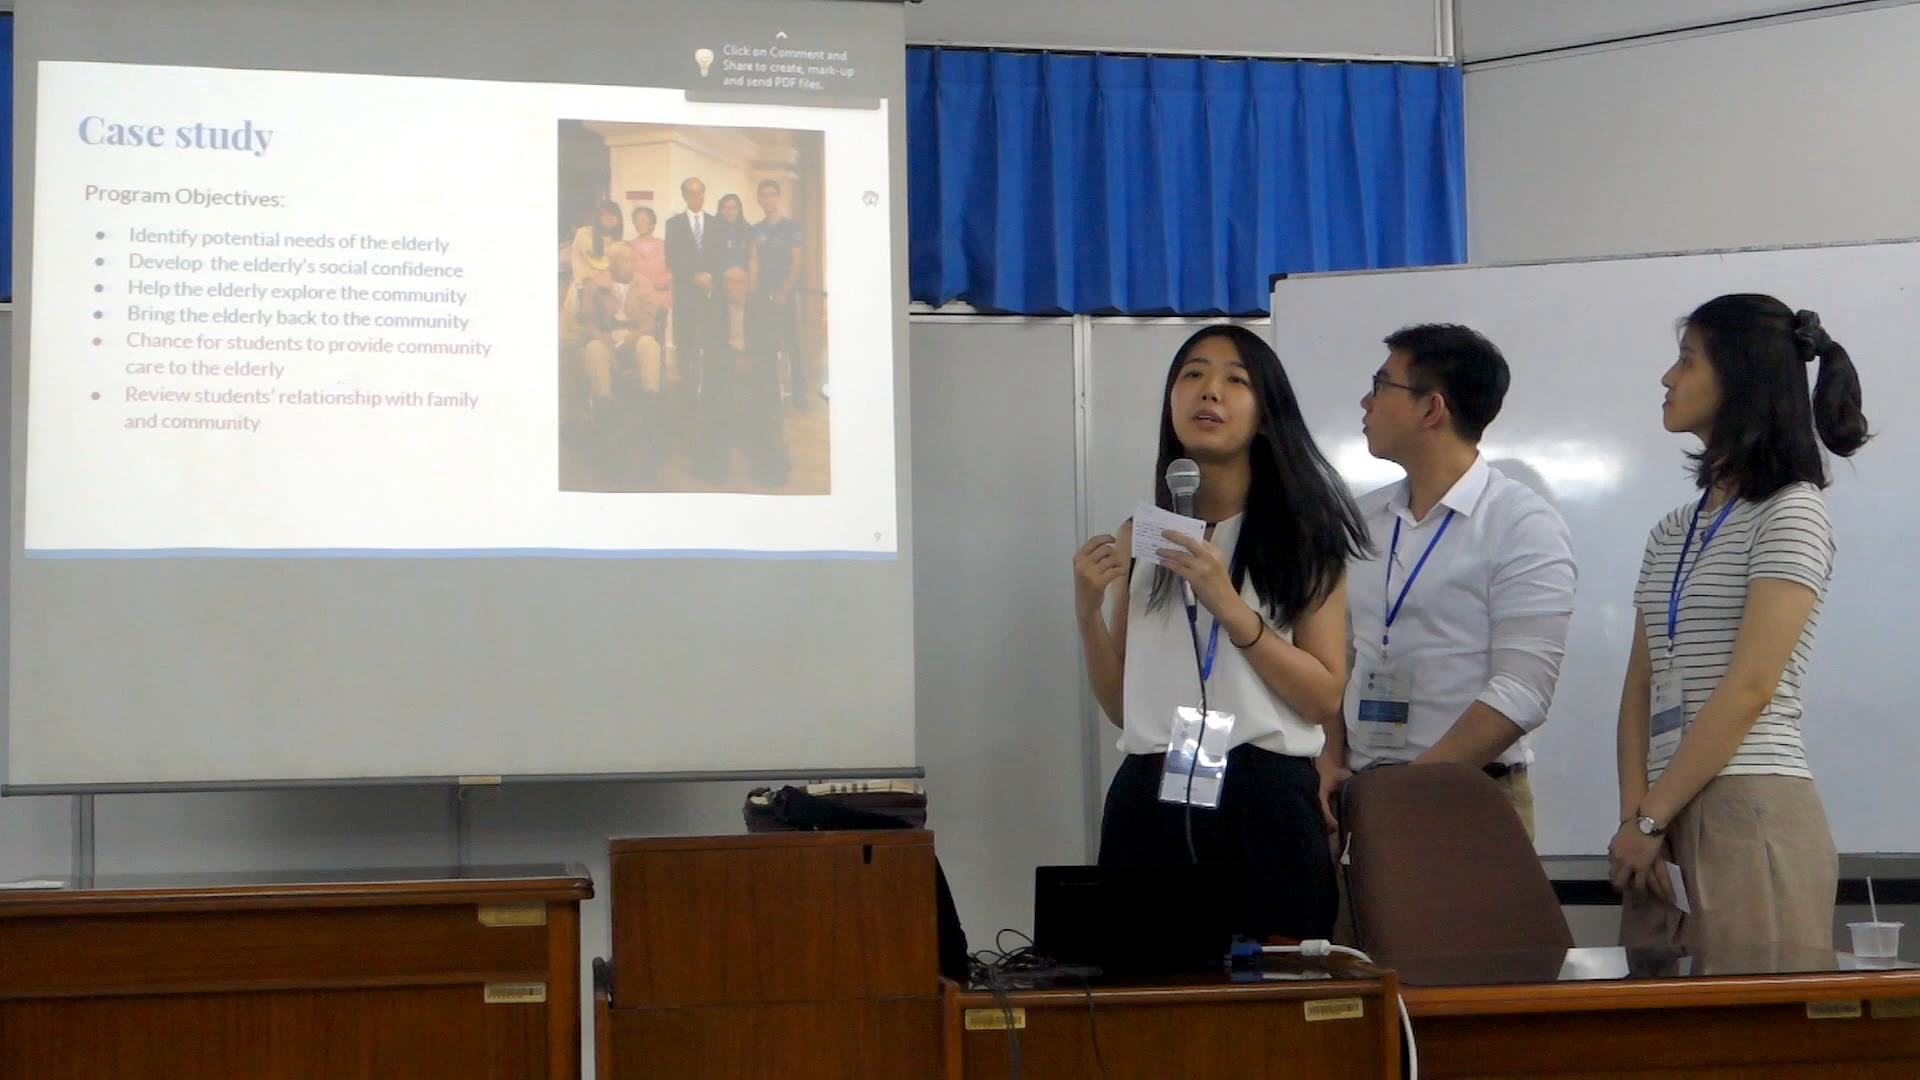 Click on Comment and
Share to create, mark-up
and send PDF files.
Case study
Program Objectives:
● Identify potential needs of the elderly
● Develop the elderly's social confidence
● Help the elderly explore the community
● Bring the elderly back to the community
● Chance for students to provide community
care to the elderly
● Review students' relationship with family
and community
9